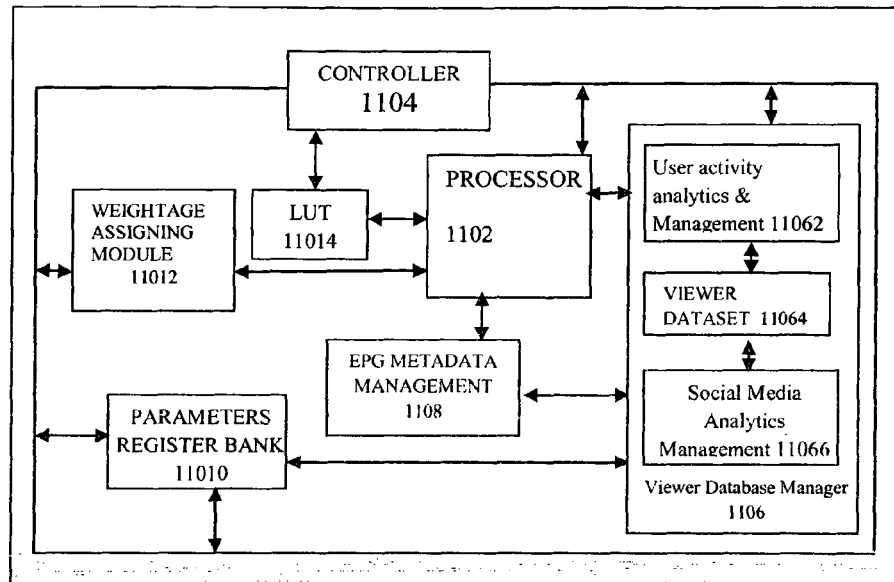 CONTROLLER
1104
PROCESSOR
1102
WEIGHTAGE
ASSIGNING
MODULE
11012
LUT
11014
User activity
analytics &
Management 11062
VIEWER
DATASET 11064
EPG METADATA
MANAGEMENT
1108
Social Media
Analytics
Management 11066
PARAMETERS
REGISTER BANK
11010
Viewer Database Manager
1106